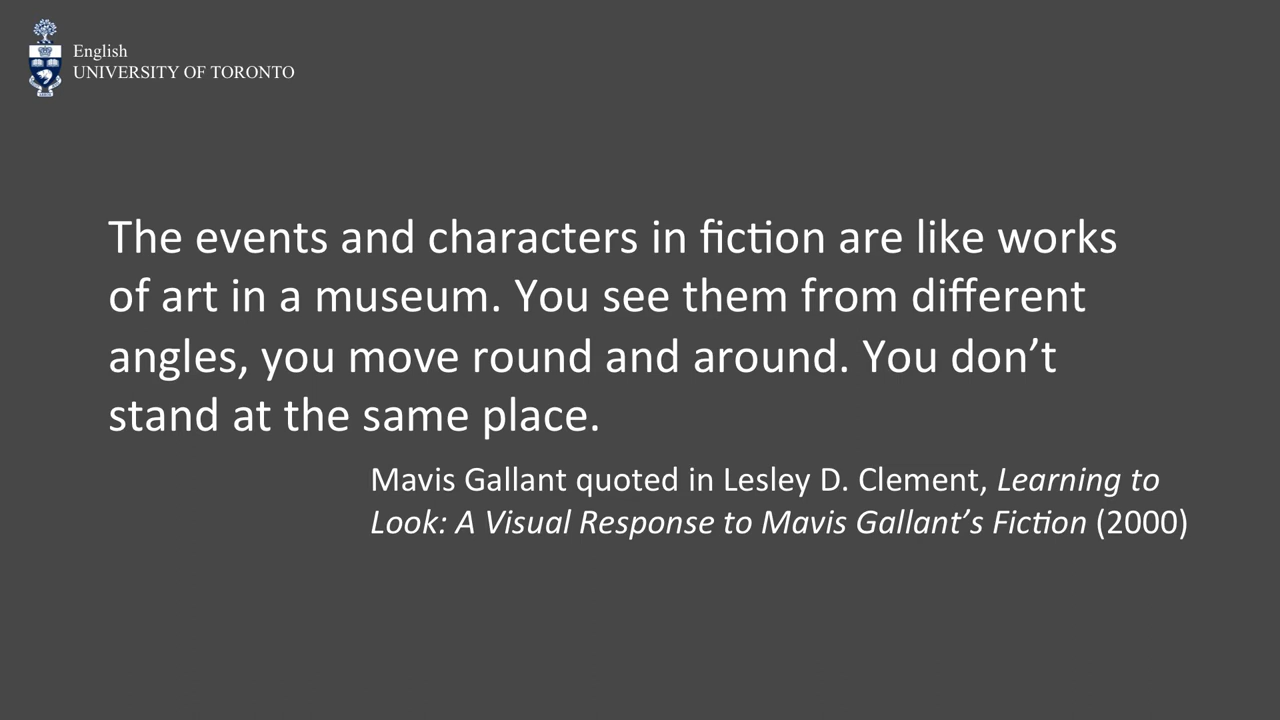 English
UNIVERSITY OF TORONTO
The events and characters in fiction are like works
of art in a museum. You see them from different
angles, you move round and around. You don’t
stand at the same place.
Mavis Gallant quoted in Lesley D. Clement, Learning to
Look: A Visual Response to Mavis Gallant’s Fiction (2000)